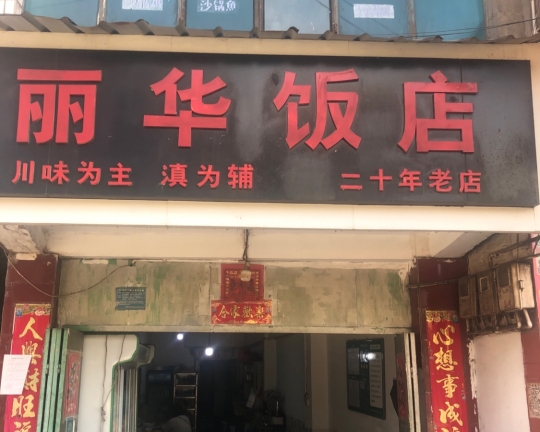 沙锅鱼
丽华饭店
川味为主 滇为辅 二十年老店
合家欢乐
人兴财旺福
心想事成